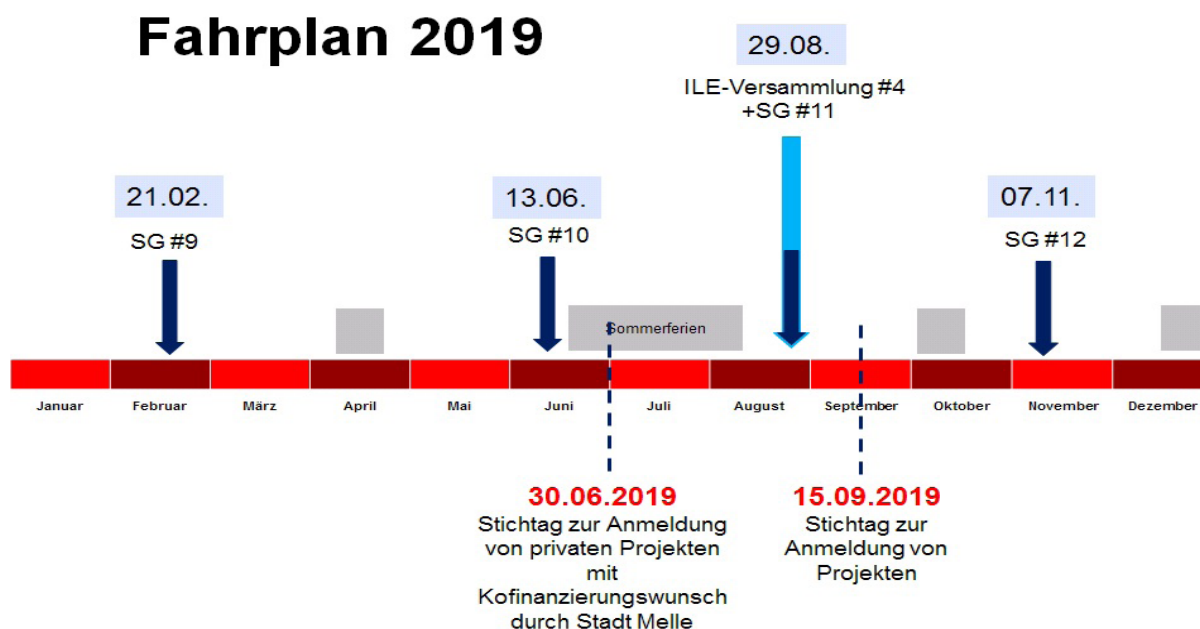 Fahrplan 2019
29.08.
ILE-Versammlung #4
+SG #11
21.02.
SG #9
13.06.
SG #10
07.11.
SG #12
Sommerferien
Januar
Februar
März
April
Mai
Juni
Juli
August
September
Oktober
November
Dezember
30.06.2019
Stichtag zur Anmeldung
von privaten Projekten
mit
Kofinanzierungswunsch
durch Stadt Melle
15.09.2019
Stichtag zur
Anmeldung von
Projekten